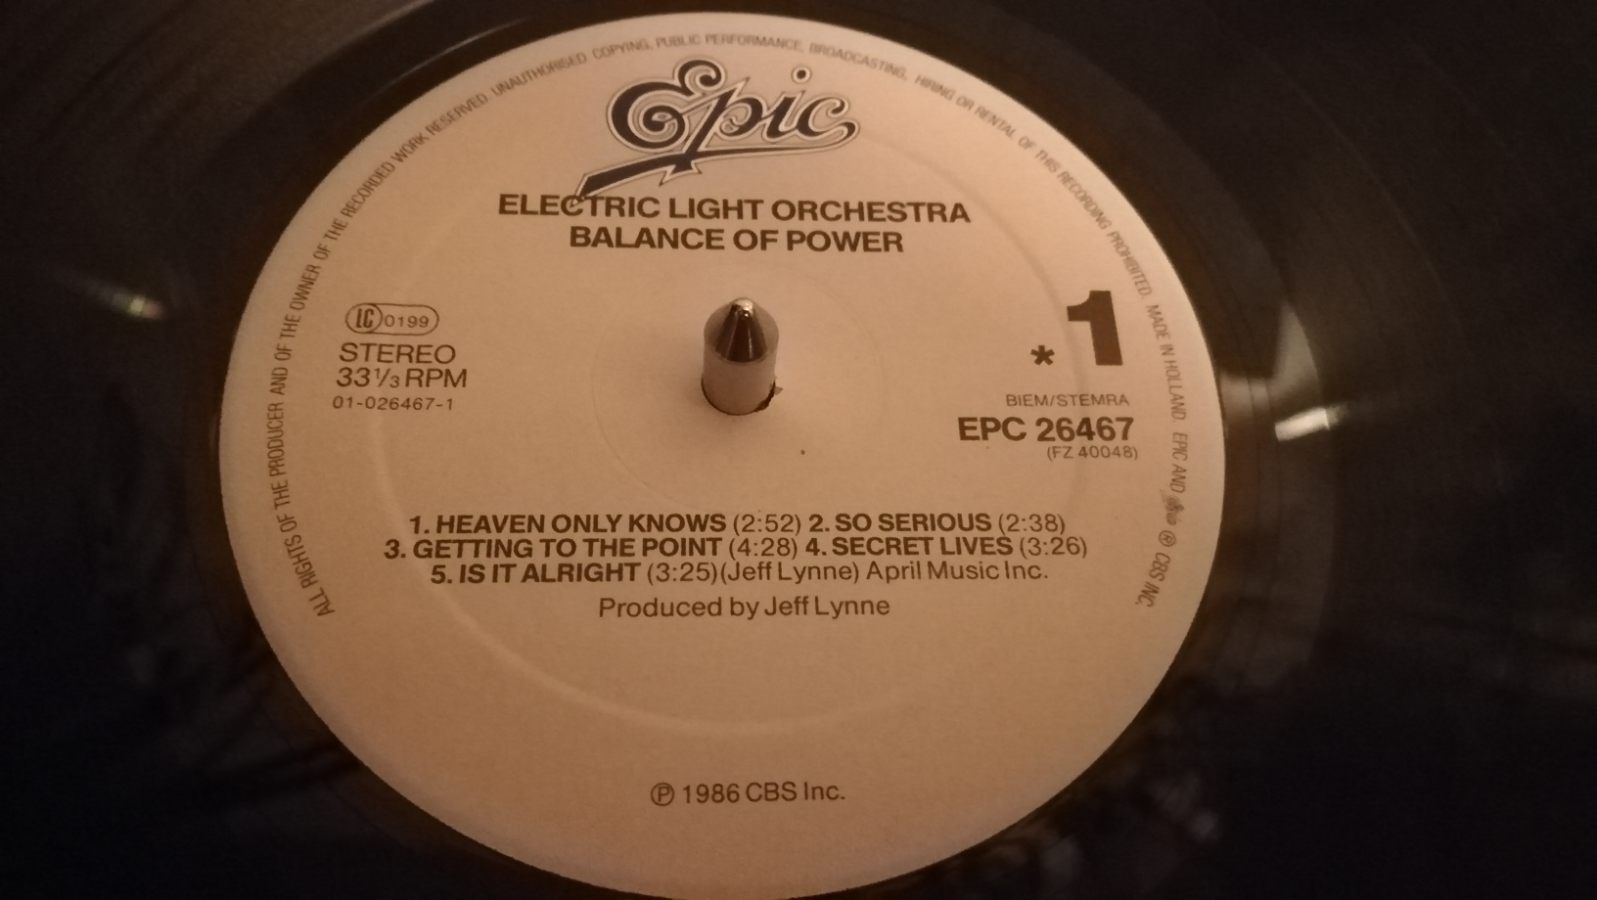 ALL RIGHTS OF THE PRODUCER AND OF THE OWNER OF THE RECORDED WORK RESERVED. UNAUTHORISED COPYING, PUBLIC PERFORMANCE, BROADCASTING, HIRING OR RENTAL OF THIS RECORDING PROHIBITED. MADE IN HOLLAND. EPIC AND ® CBS INC.
Epic
ELECTRIC LIGHT ORCHESTRA
BALANCE OF POWER
LC 0199
STEREO
33 1/3 RPM
01-026467-1
* 1
BIEM/STEMRA
EPC 26467
(FZ 40048)
1. HEAVEN ONLY KNOWS (2:52) 2. SO SERIOUS (2:38)
3. GETTING TO THE POINT (4:28) 4. SECRET LIVES (3:26)
5. IS IT ALRIGHT (3:25)(Jeff Lynne) April Music Inc.
Produced by Jeff Lynne
℗ 1986 CBS Inc.